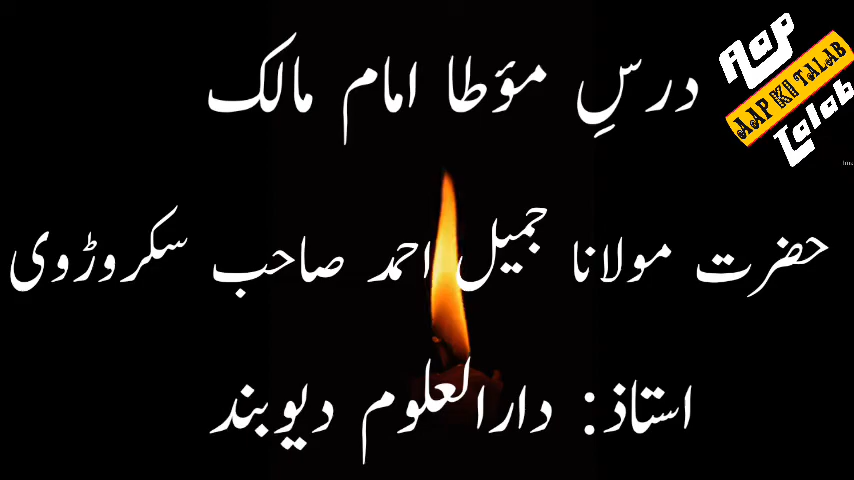 درسِ مؤطا امام مالک
حضرت مولانا جمیل احمد صاحب سکروڑوی
استاذ: دارالعلوم دیوبند
Aap
AAP KI TALAB
Talab